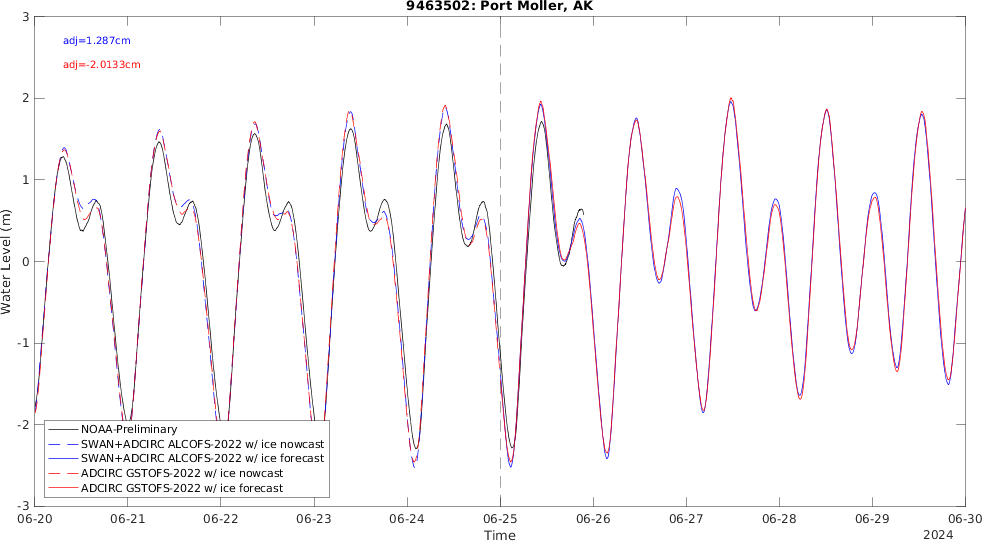 9463502: Port Moller, AK
adj=1.287cm
adj=-2.0133cm
Water Level (m)
3
2
1
0
-1
-2
-3
NOAA-Preliminary
SWAN+ADCIRC ALCOFS-2022 w/ ice nowcast
SWAN+ADCIRC ALCOFS-2022 w/ ice forecast
ADCIRC GSTOFS-2022 w/ ice nowcast
ADCIRC GSTOFS-2022 w/ ice forecast
06-20 06-21 06-22 06-23 06-24 06-25 06-26 06-27 06-28 06-29 06-30
Time
2024